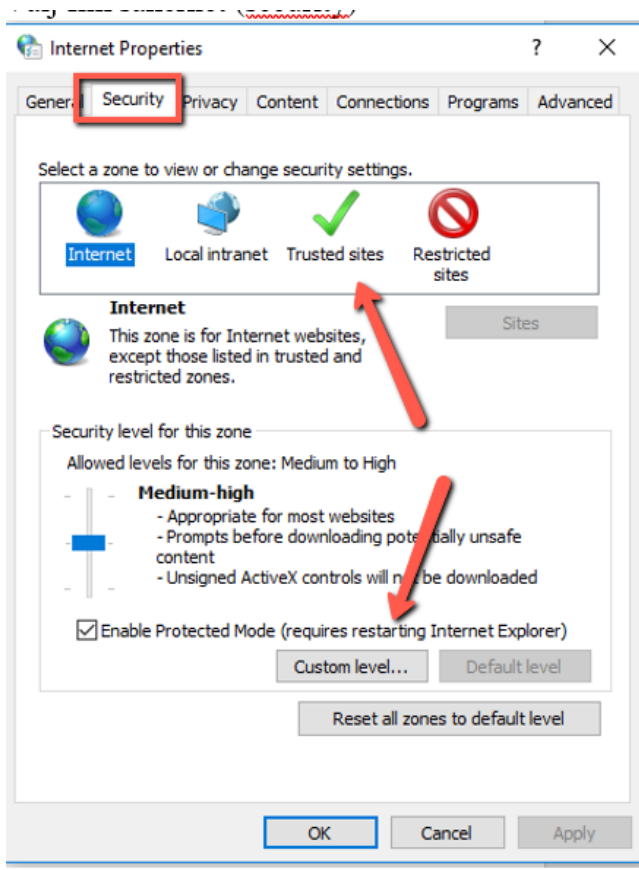 Internet Properties
General Security Privacy Content Connections Programs Advanced
Select a zone to view or change security settings.
Internet Local intranet Trusted sites Restricted
sites
Internet
This zone is for Internet websites,
except those listed in trusted and
restricted zones.
Sites
Security level for this zone
Allowed levels for this zone: Medium to High
Medium-high
- Appropriate for most websites
- Prompts before downloading potentially unsafe
content
- Unsigned ActiveX controls will not be downloaded
Enable Protected Mode (requires restarting Internet Explorer)
Custom level... Default level
Reset all zones to default level
OK Cancel Apply